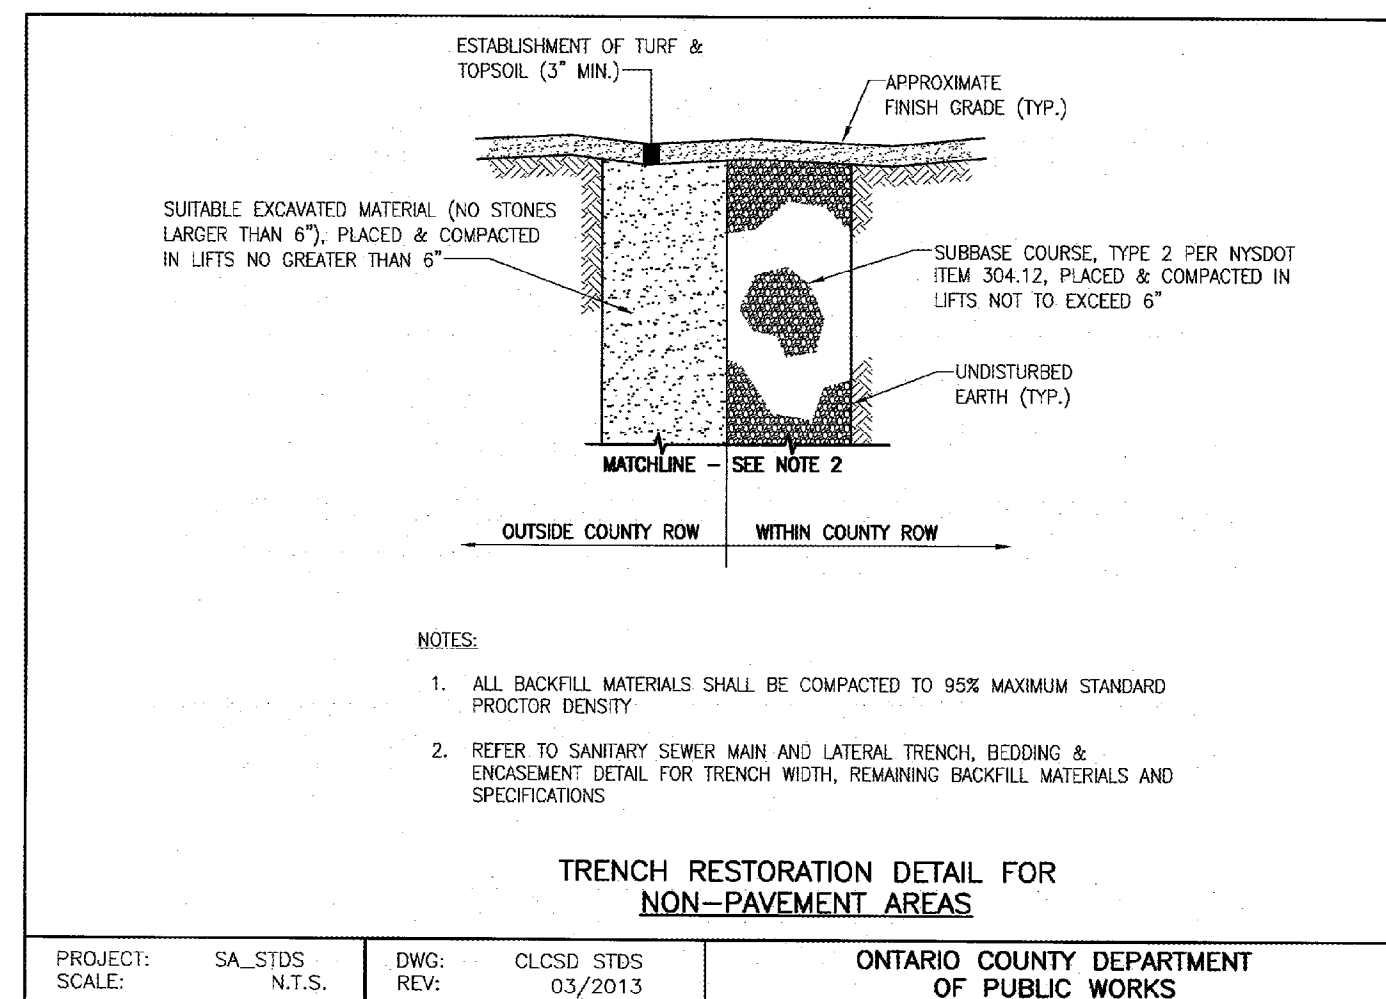 ESTABLISHMENT OF TURF &
TOPSOIL (3" MIN.)
APPROXIMATE
FINISH GRADE (TYP.)
SUITABLE EXCAVATED MATERIAL (NO STONES
LARGER THAN 6"), PLACED & COMPACTED
IN LIFTS NO GREATER THAN 6"
SUBBASE COURSE, TYPE 2 PER NYSDOT
ITEM 304.12, PLACED & COMPACTED IN
LIFTS NOT TO EXCEED 6"
UNDISTURBED
EARTH (TYP.)
MATCHLINE - SEE NOTE 2
OUTSIDE COUNTY ROW
WITHIN COUNTY ROW
NOTES:
1. ALL BACKFILL MATERIALS SHALL BE COMPACTED TO 95% MAXIMUM STANDARD
PROCTOR DENSITY
2. REFER TO SANITARY SEWER MAIN AND LATERAL TRENCH, BEDDING &
ENCASEMENT DETAIL FOR TRENCH WIDTH, REMAINING BACKFILL MATERIALS AND
SPECIFICATIONS
TRENCH RESTORATION DETAIL FOR
NON-PAVEMENT AREAS
PROJECT: SA_STDS
SCALE: N.T.S.
DWG: CLCSD STDS
REV: 03/2013
ONTARIO COUNTY DEPARTMENT
OF PUBLIC WORKS